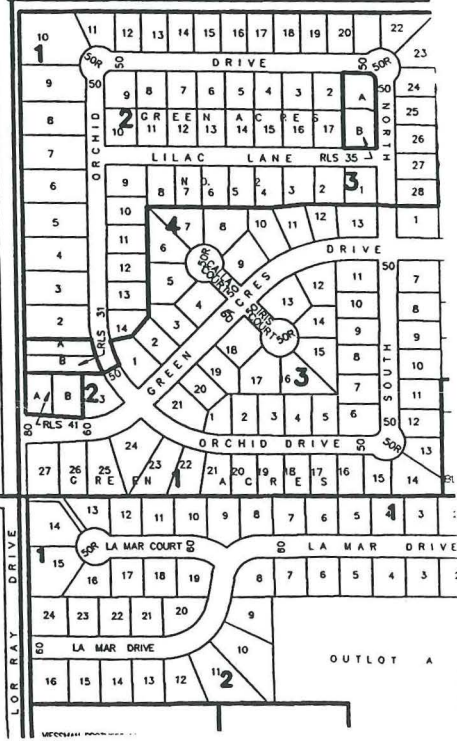 10 11 12 13 14 15 16 17 18 19 20 22
1 50R 50 DRIVE 50 50R 23
9 50 9 8 7 6 5 4 3 2 A 50 24
8 ORCHID 2 GREEN ACRES NORTH 25
10 11 12 13 14 15 16 17 B 26
7 LILAC LANE RLS 35 27
6 9 8 7 6 5 4 3 2 1 28
NO. 2 3
5 10 4 7 8 10 11 12 13 1
4 11 6 50R 9 DRIVE
3 12 5 CALLAO COURT ACRES IRIS COURT 50 7
2 13 4 60 13 11 10 8
A 14 3 50R 14 9 9
B RLS 31 2 18 15 8 10
50 1 GREEN 19 17 16 3 7 11
A B 2 3 20 6 SOUTH 12
RLS 41 21 1 2 3 4 5 50
80 60 24 ORCHID DRIVE 50 50R 13
27 26 25 23 22 21 20 19 18 17 16 15 14
GREEN 1 ACRES
14 13 12 11 10 9 8 7 6 5 4 3
1 1
15 50R LA MAR COURT 60 60 LA MAR DRIVE
16 17 18 19 8 7 6 5 4 3
24 23 22 21 20 9
60 LA MAR DRIVE 10 OUTLOT A
16 15 14 13 12 11 2
LOR RAY DRIVE